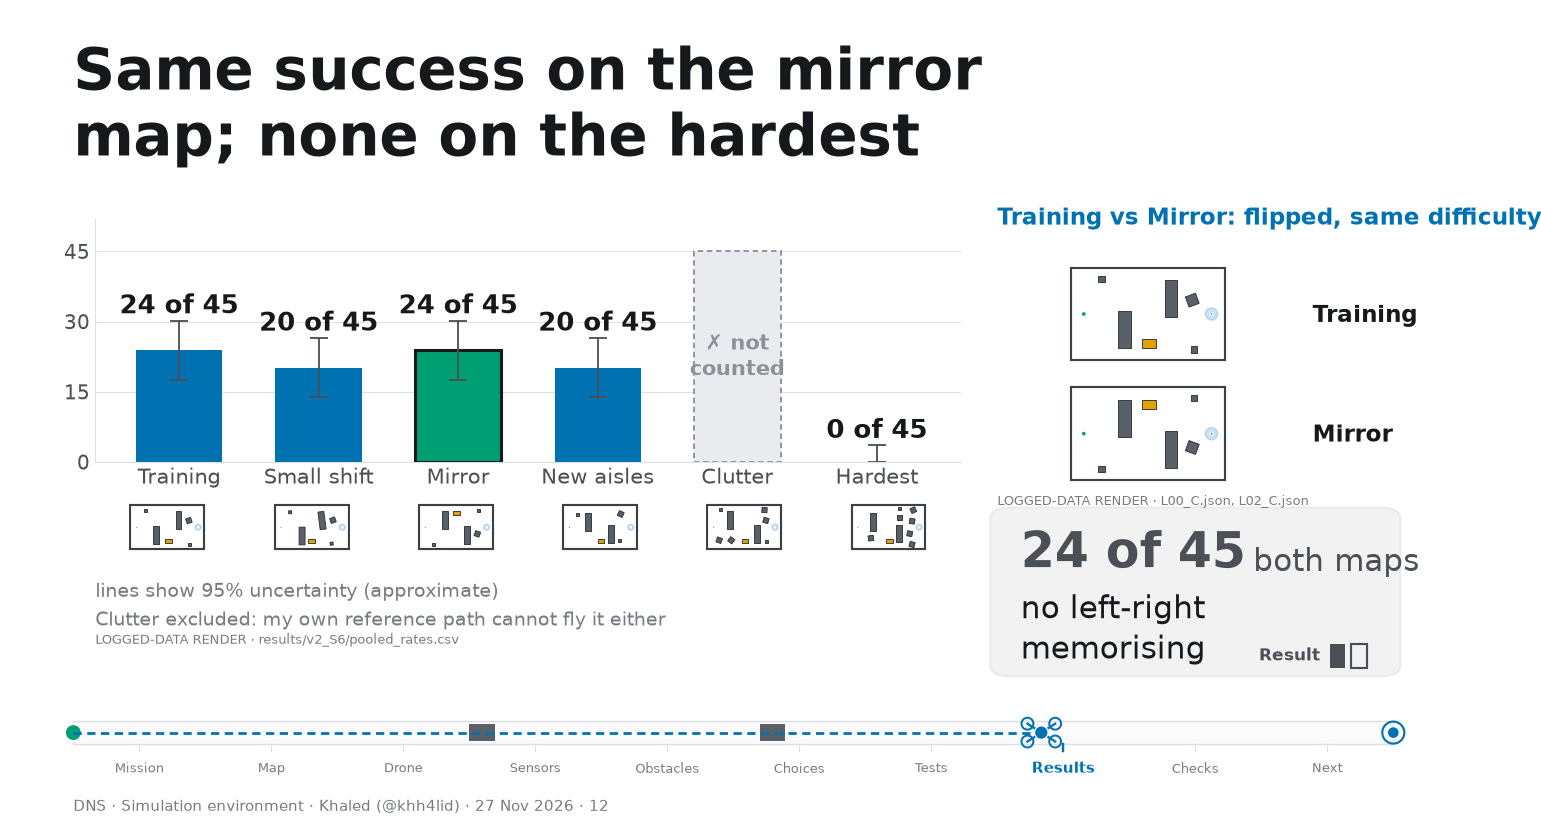 Same success on the mirror
map; none on the hardest
45
30
15
0
24 of 45
20 of 45
24 of 45
20 of 45
✗ not
counted
0 of 45
Training
Small shift
Mirror
New aisles
Clutter
Hardest
lines show 95% uncertainty (approximate)
Clutter excluded: my own reference path cannot fly it either
LOGGED-DATA RENDER · results/v2_S6/pooled_rates.csv
Training vs Mirror: flipped, same difficulty
Training
Mirror
LOGGED-DATA RENDER · L00_C.json, L02_C.json
24 of 45 both maps
no left-right
memorising
Result
Mission
Map
Drone
Sensors
Obstacles
Choices
Tests
Results
Checks
Next
DNS · Simulation environment · Khaled (@khh4lid) · 27 Nov 2026 · 12